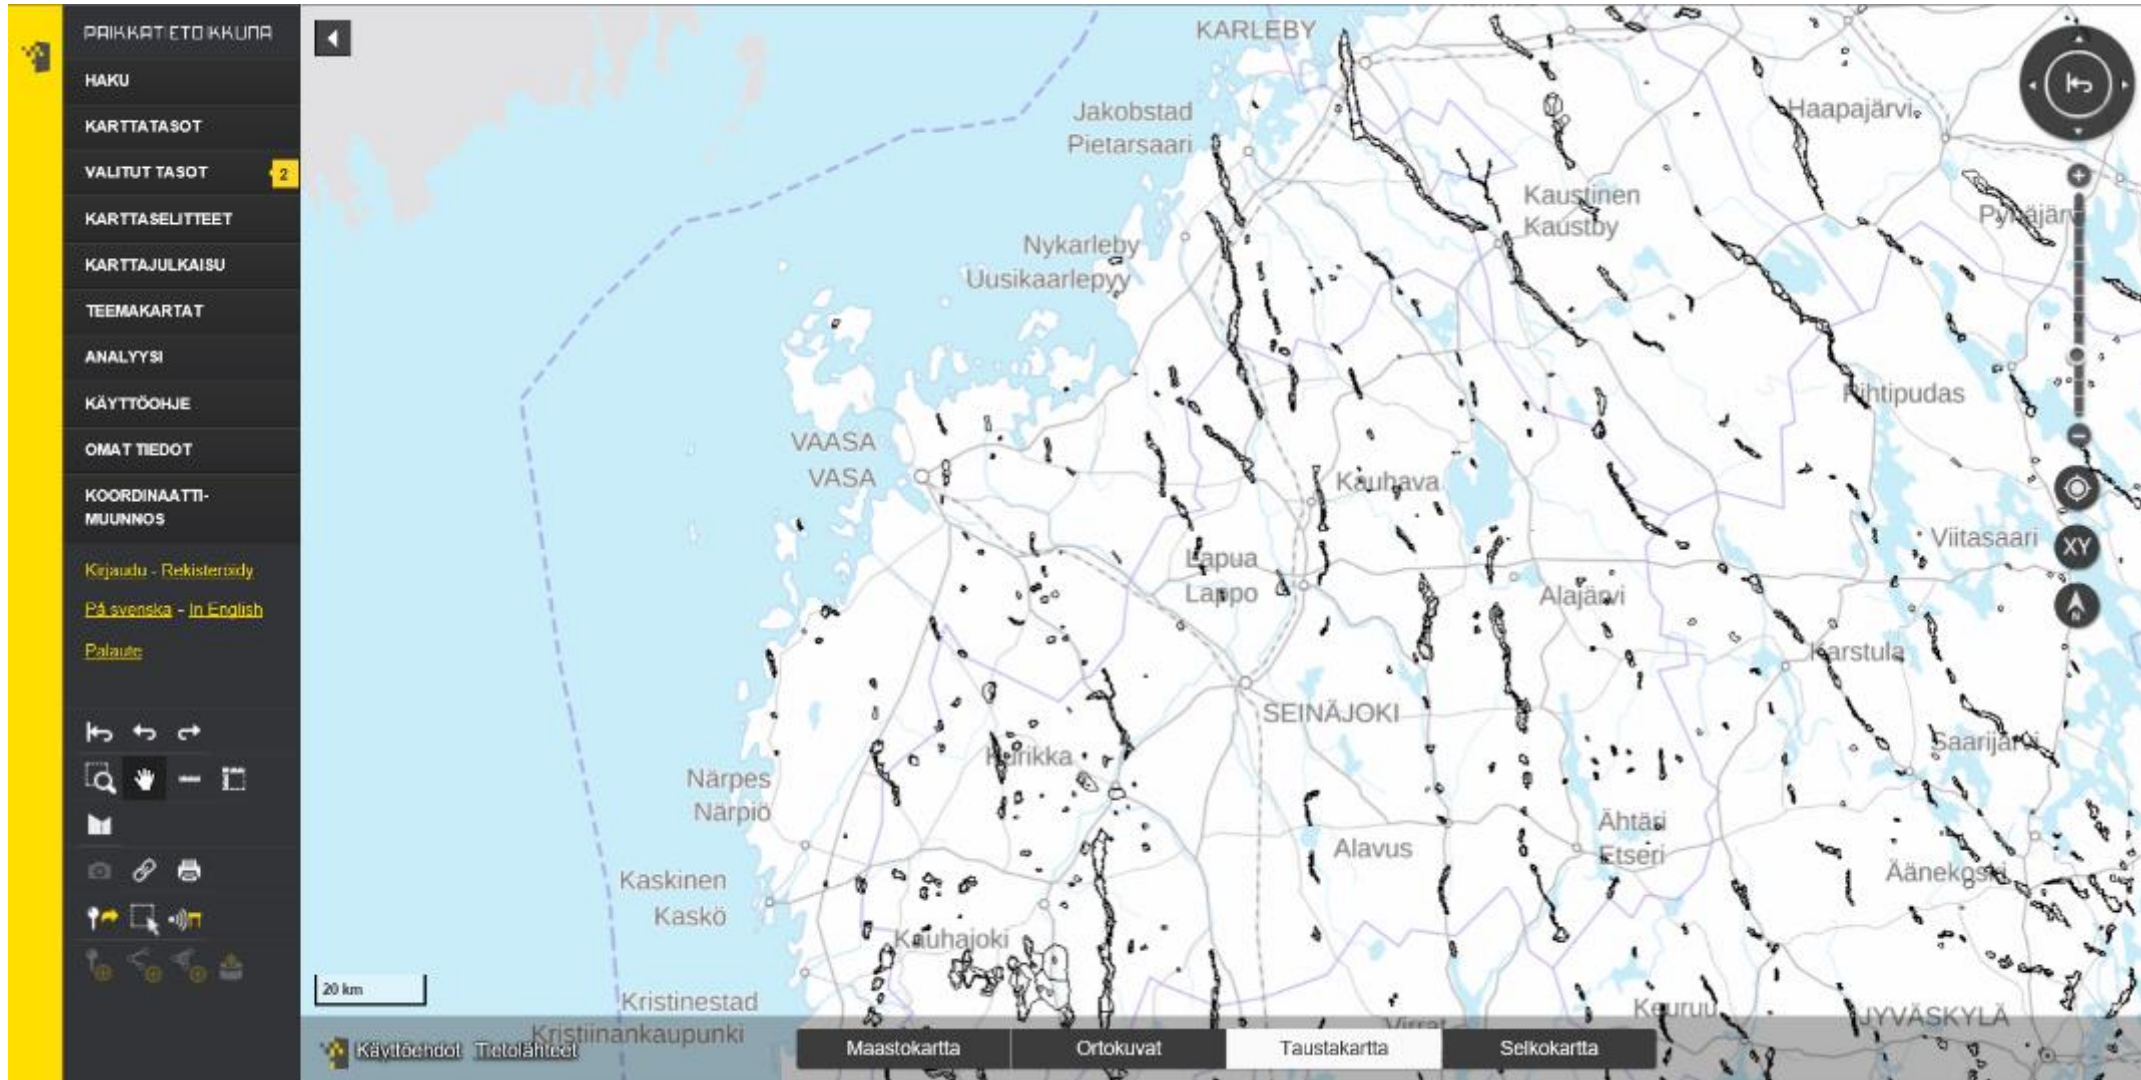 PAIKKATIETOIKKUNA
HAKU
KARTTATASOT
VALITUT TASOT 2
KARTTASELITTEET
KARTTAJULKAISU
TEEMAKARTAT
ANALYYSI
KÄYTTÖOHJE
OMAT TIEDOT
KOORDINAATTI-
MUUNNOS
Kirjaudu - Rekisteröidy
På svenska - In English
Palaute
KARLEBY
Jakobstad
Pietarsaari
Haapajärvi
Kaustinen
Kaustby
Pyhäjärvi
Nykarleby
Uusikaarlepyy
Pihtipudas
VAASA
VASA
Kauhava
Viitasaari
XY
Lapua
Lappo
Alajärvi
N
Karstula
SEINÄJOKI
Saarijärvi
Kurikka
Närpes
Närpiö
Ähtäri
Etseri
Alavus
Äänekoski
Kaskinen
Kaskö
Kauhajoki
20 km
Kristinestad
Kristiinankaupunki
Keuruu
JYVÄSKYLÄ
Virrat
Käyttöehdot Tietolähteet
Maastokartta
Ortokuvat
Taustakartta
Selkokartta